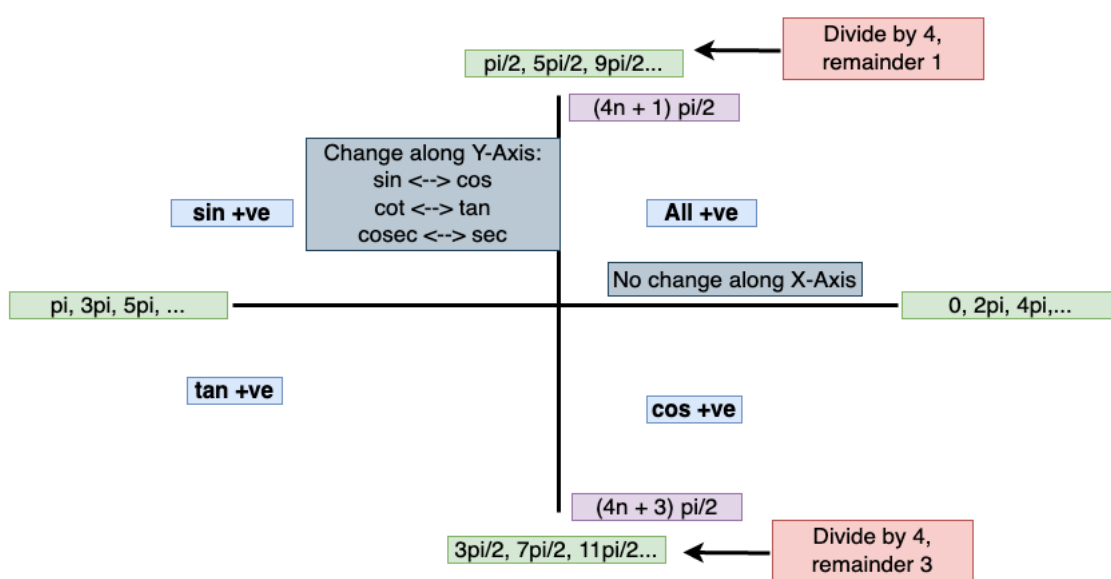 Divide by 4,
remainder 1
pi/2, 5pi/2, 9pi/2...
(4n + 1) pi/2
Change along Y-Axis:
sin <--> cos
cot <--> tan
cosec <--> sec
sin +ve
All +ve
No change along X-Axis
pi, 3pi, 5pi, ...
0, 2pi, 4pi,...
tan +ve
cos +ve
(4n + 3) pi/2
3pi/2, 7pi/2, 11pi/2...
Divide by 4,
remainder 3